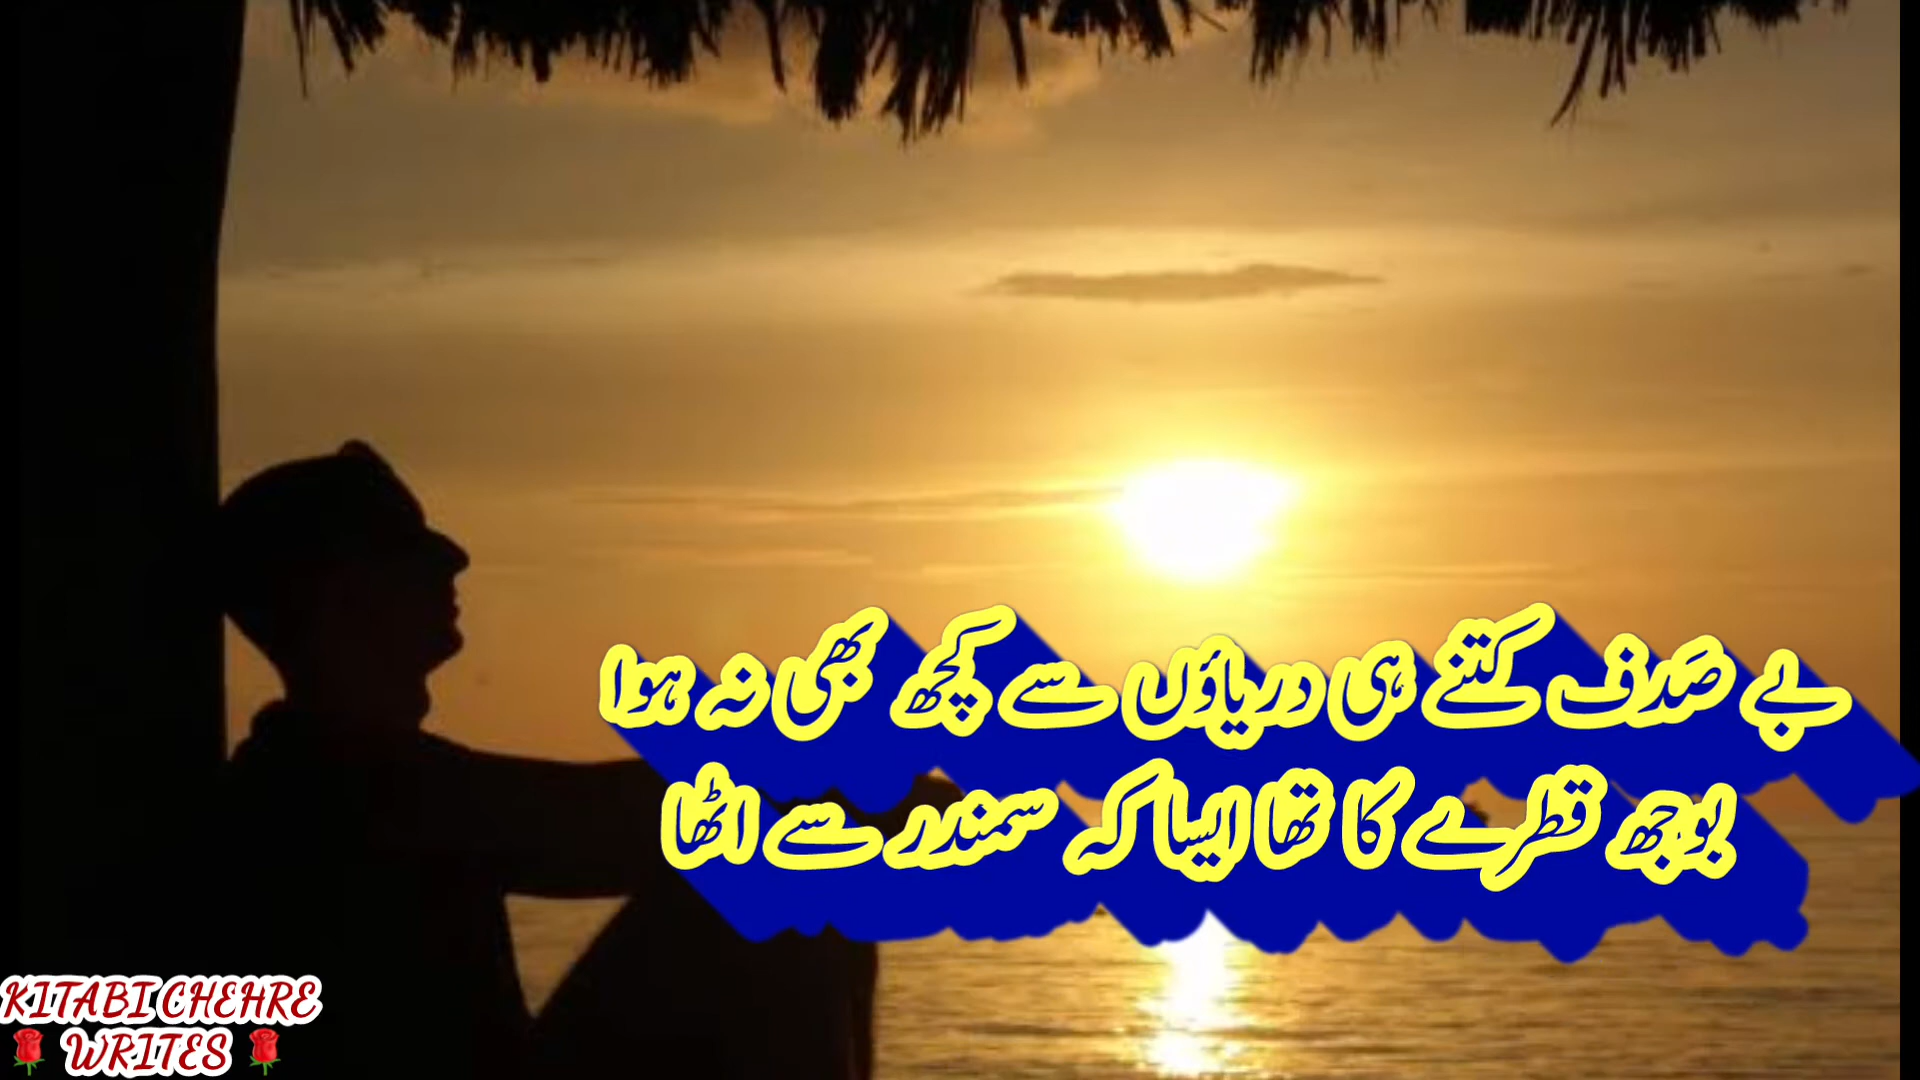 بے صَدف کتنے ہی دریاؤں سے کچھ بھی نہ ہوا
بوجھ قطرے کا تھا ایسا کہ سمندر سے اٹھا
KITABI CHEHRE
🌹 WRITES 🌹